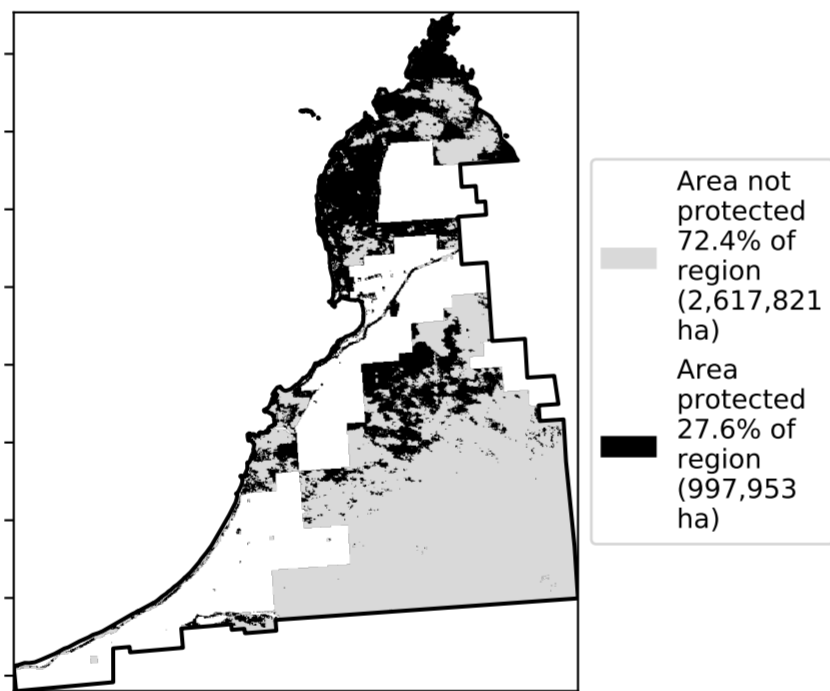 Area not
protected
72.4% of
region
(2,617,821
ha)
Area
protected
27.6% of
region
(997,953
ha)